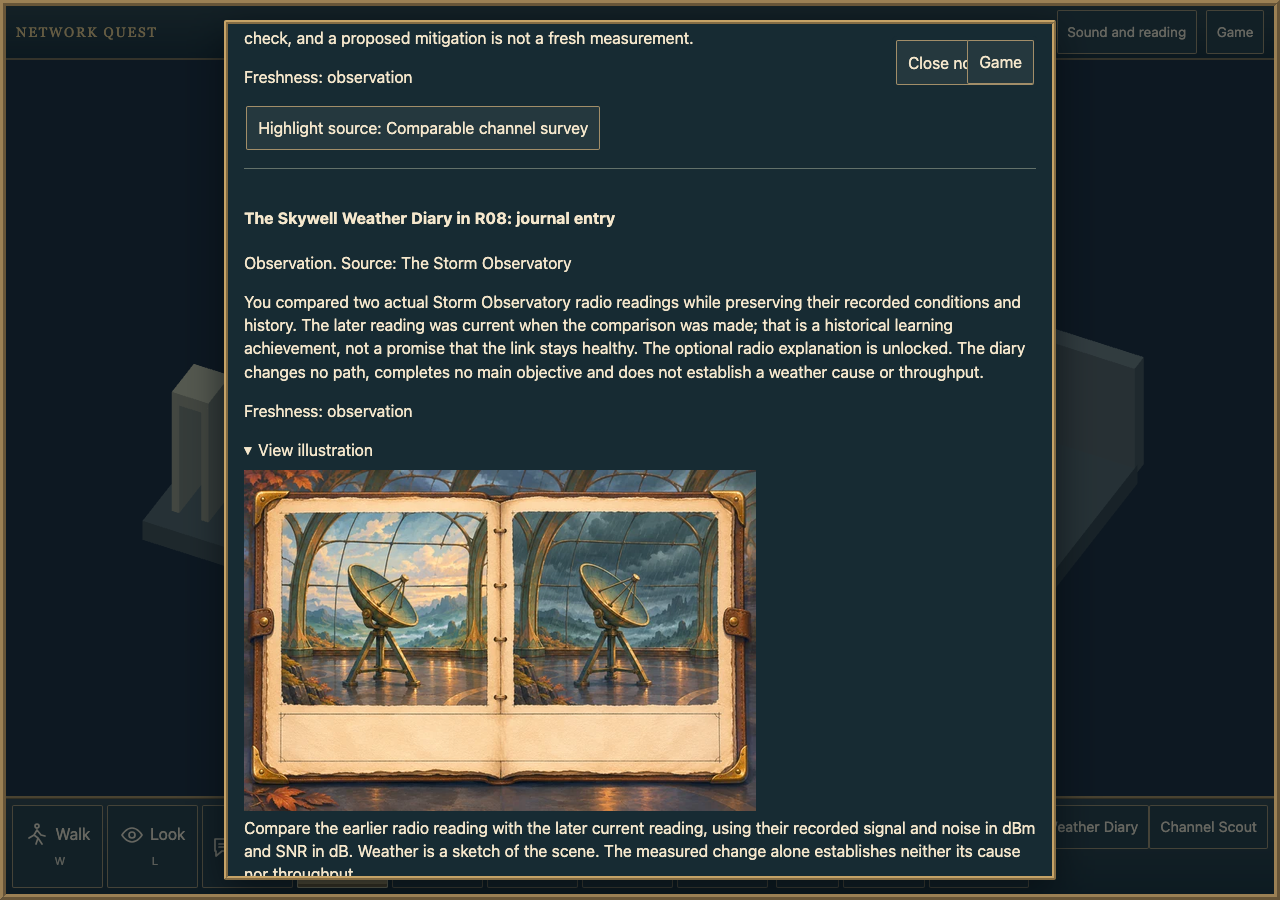 NETWORK QUEST
Sound and reading
Game
check, and a proposed mitigation is not a fresh measurement.
Close no
Game
Freshness: observation
Highlight source: Comparable channel survey
The Skywell Weather Diary in R08: journal entry
Observation. Source: The Storm Observatory
You compared two actual Storm Observatory radio readings while preserving their recorded conditions and
history. The later reading was current when the comparison was made; that is a historical learning
achievement, not a promise that the link stays healthy. The optional radio explanation is unlocked. The diary
changes no path, completes no main objective and does not establish a weather cause or throughput.
Freshness: observation
▾ View illustration
Compare the earlier radio reading with the later current reading, using their recorded signal and noise in dBm
and SNR in dB. Weather is a sketch of the scene. The measured change alone establishes neither its cause
nor throughput.
Walk
W
Look
L
eather Diary
Channel Scout